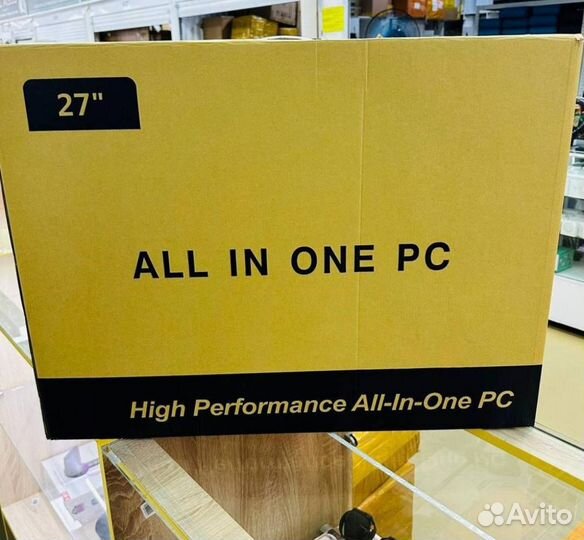 27"
ALL IN ONE PC
High Performance All-In-One PC
Avito